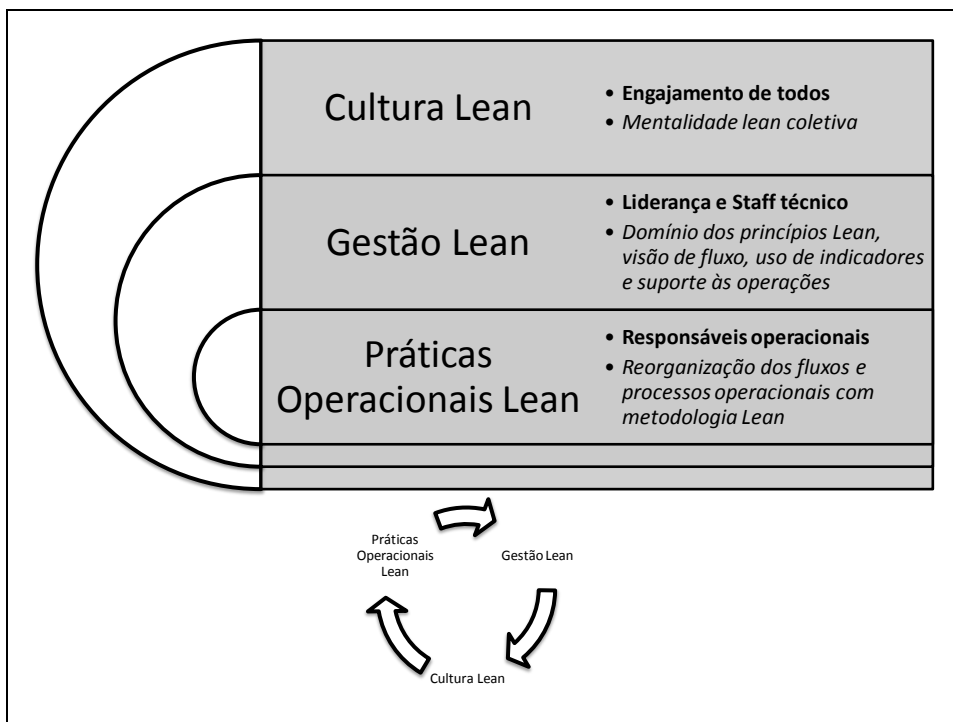 Cultura Lean
• Engajamento de todos
• Mentalidade lean coletiva
Gestão Lean
• Liderança e Staff técnico
• Domínio dos princípios Lean,
visão de fluxo, uso de indicadores
e suporte às operações
Práticas
Operacionais Lean
• Responsáveis operacionais
• Reorganização dos fluxos e
processos operacionais com
metodologia Lean
Práticas
Operacionais
Lean
Gestão Lean
Cultura Lean